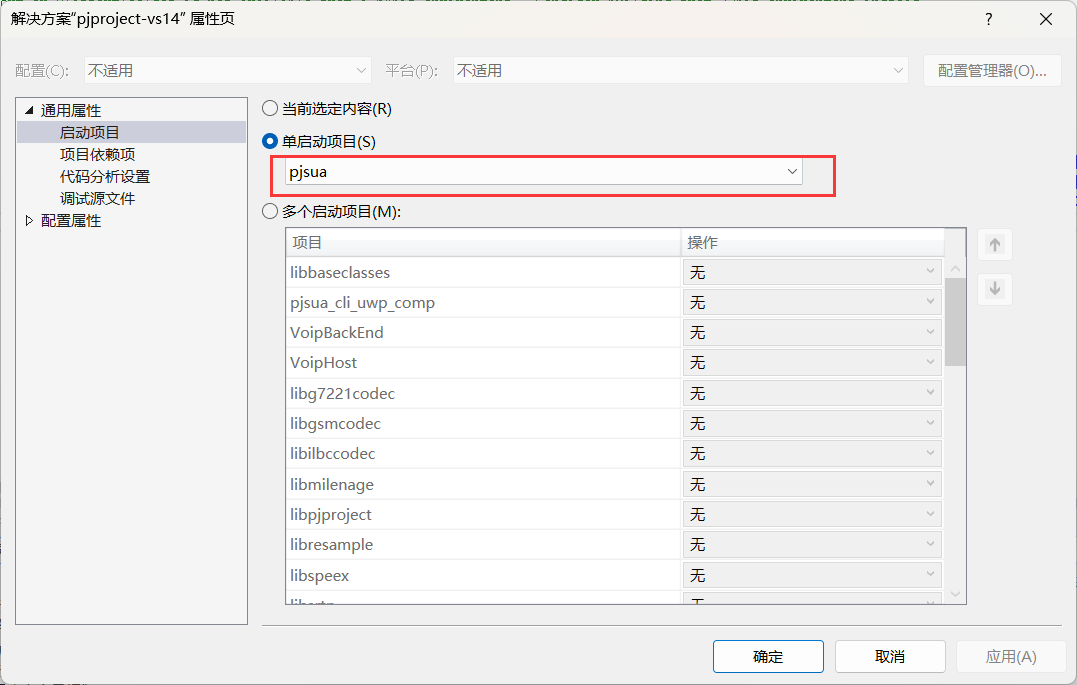 解决方案“pjproject-vs14” 属性页
配置(C): 不适用 平台(P): 不适用 配置管理器(O)...
通用属性
启动项目
项目依赖项
代码分析设置
调试源文件
配置属性
当前选定内容(R)
单启动项目(S)
pjsua
多个启动项目(M):
项目 操作
libbaseclasses 无
pjsua_cli_uwp_comp 无
VoipBackEnd 无
VoipHost 无
libg7221codec 无
libgsmcodec 无
libilbccodec 无
libmilenage 无
libpjproject 无
libresample 无
libspeex 无
确定 取消 应用(A)